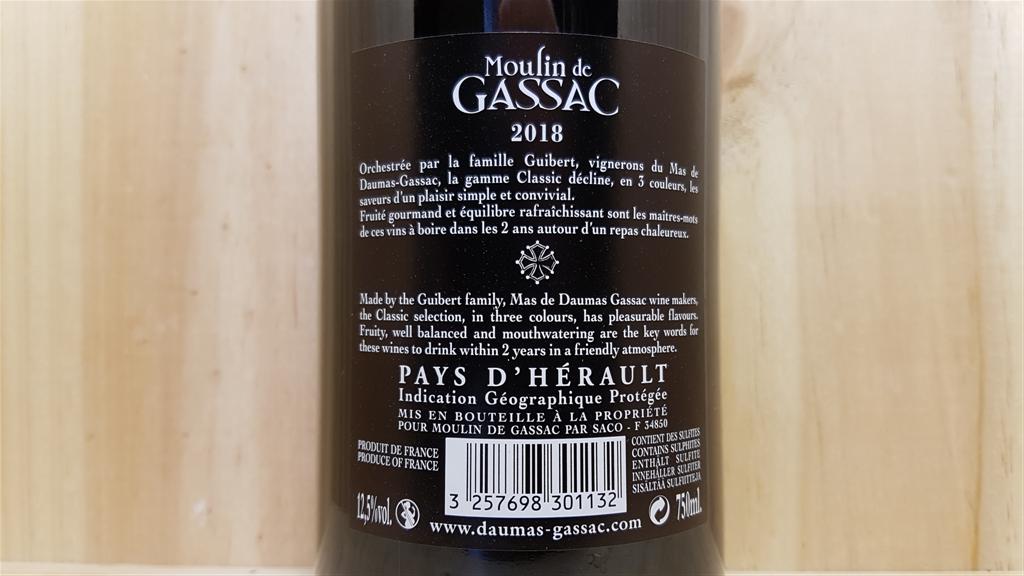 Moulin de
GASSAC
2018
Orchestrée par la famille Guibert, vignerons du Mas de
Daumas-Gassac, la gamme Classic décline, en 3 couleurs, les
saveurs d'un plaisir simple et convivial.
Fruité gourmand et équilibre rafraîchissant sont les maîtres-mots
de ces vins à boire dans les 2 ans autour d'un repas chaleureux.
Made by the Guibert family, Mas de Daumas Gassac wine makers,
the Classic selection, in three colours, has pleasurable flavours.
Fruity, well balanced and mouthwatering are the key words for
these wines to drink within 2 years in a friendly atmosphere.
PAYS D'HÉRAULT
Indication Géographique Protégée
MIS EN BOUTEILLE À LA PROPRIÉTÉ
POUR MOULIN DE GASSAC PAR SACO - F 34850
PRODUIT DE FRANCE
PRODUCE OF FRANCE
CONTIENT DES SULFITES
CONTAINS SULPHITES
ENTHÄLT SULFITE
INNEHÅLLER SULFITER
SISÄLTÄÄ SULFIITTEJA
12,5%vol.
3 257698 301132
750ml.
www.daumas-gassac.com